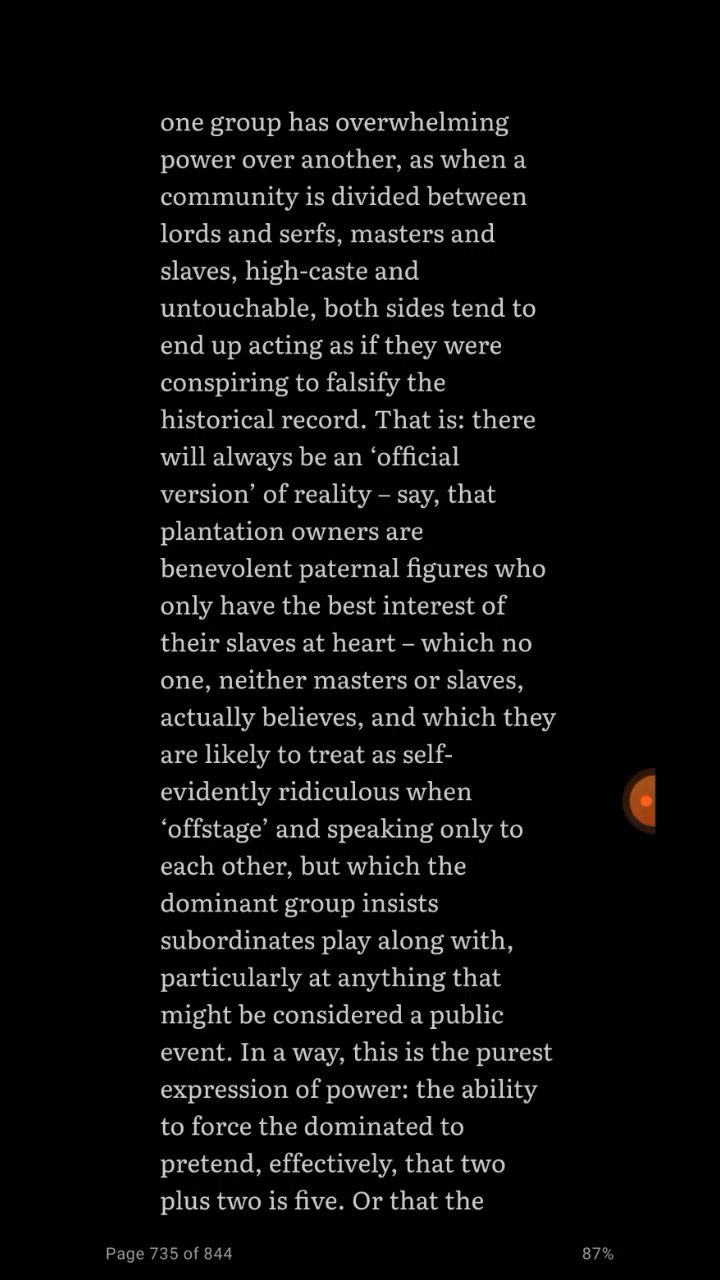 one group has overwhelming
power over another, as when a
community is divided between
lords and serfs, masters and
slaves, high-caste and
untouchable, both sides tend to
end up acting as if they were
conspiring to falsify the
historical record. That is: there
will always be an ‘official
version’ of reality – say, that
plantation owners are
benevolent paternal figures who
only have the best interest of
their slaves at heart – which no
one, neither masters or slaves,
actually believes, and which they
are likely to treat as self-
evidently ridiculous when
‘offstage’ and speaking only to
each other, but which the
dominant group insists
subordinates play along with,
particularly at anything that
might be considered a public
event. In a way, this is the purest
expression of power: the ability
to force the dominated to
pretend, effectively, that two
plus two is five. Or that the
Page 735 of 844 87%